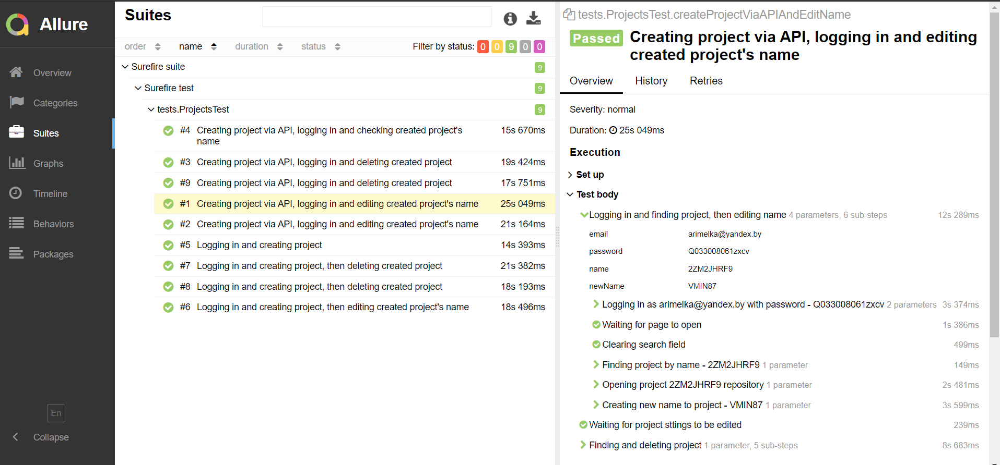 Allure
Overview
Categories
Suites
Graphs
Timeline
Behaviors
Packages
En
Collapse
Suites
order name duration status Filter by status: 0 0 9 0 0
Surefire suite 9
Surefire test 9
tests.ProjectsTest 9
#4 Creating project via API, logging in and checking created project's
name 15s 670ms
#3 Creating project via API, logging in and deleting created project 19s 424ms
#9 Creating project via API, logging in and deleting created project 17s 751ms
#1 Creating project via API, logging in and editing created project's name 25s 049ms
#2 Creating project via API, logging in and editing created project's name 21s 164ms
#5 Logging in and creating project 14s 393ms
#7 Logging in and creating project, then deleting created project 21s 382ms
#8 Logging in and creating project, then deleting created project 18s 193ms
#6 Logging in and creating project, then editing created project's name 18s 496ms
tests.ProjectsTest.createProjectViaAPIAndEditName
Passed Creating project via API, logging in and editing
created project's name
Overview History Retries
Severity: normal
Duration: 25s 049ms
Execution
Set up
Test body
Logging in and finding project, then editing name 4 parameters, 6 sub-steps 12s 289ms
email arimelka@yandex.by
password Q033008061zxcv
name 2ZM2JHRF9
newName VMIN87
Logging in as arimelka@yandex.by with password - Q033008061zxcv 2 parameters 3s 374ms
Waiting for page to open 1s 386ms
Clearing search field 499ms
Finding project by name - 2ZM2JHRF9 1 parameter 149ms
Opening project 2ZM2JHRF9 repository 1 parameter 2s 481ms
Creating new name to project - VMIN87 1 parameter 3s 599ms
Waiting for project sttings to be edited 239ms
Finding and deleting project 1 parameter, 5 sub-steps 8s 683ms